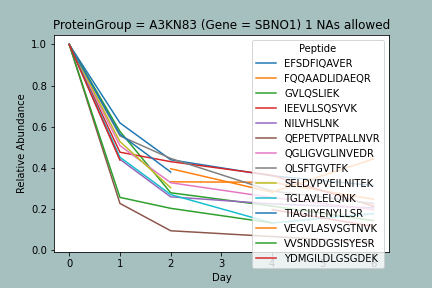 ProteinGroup = A3KN83 (Gene = SBNO1) 1 NAs allowed
1.0
0.8
0.6
0.4
0.2
0.0
Relative Abundance
0
1
2
3
Day
Peptide
EFSDFIQAVER
FQQAADLIDAEQR
GVLQSLIEK
IEEVLLSQSYVK
NILVHSLNK
QEPETVPTPALLNVR
QGLIGVGLINVEDR
QLSFTGVTFK
SELDVPVEILNITEK
TGLAVLELQNK
TIAGIIYENYLLSR
VEGVLASVSGTNVK
VVSNDDGSISYESR
YDMGILDLGSGDEK